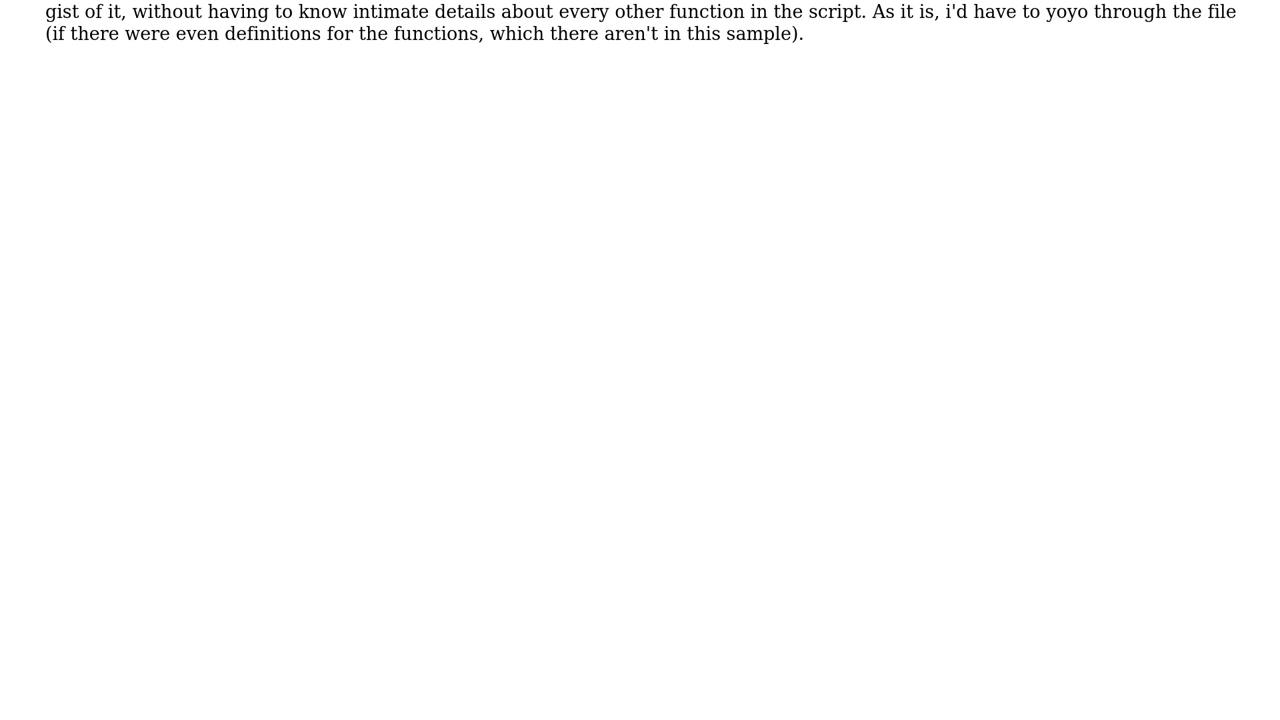 gist of it, without having to know intimate details about every other function in the script. As it is, i'd have to yoyo through the file
(if there were even definitions for the functions, which there aren't in this sample).